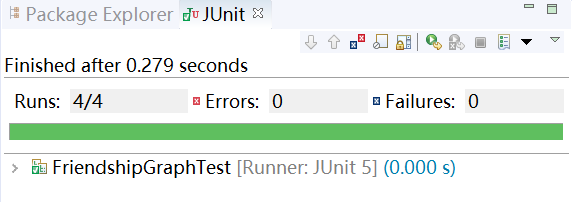 Package Explorer JUnit
Finished after 0.279 seconds
Runs: 4/4 Errors: 0 Failures: 0
FriendshipGraphTest [Runner: JUnit 5] (0.000 s)